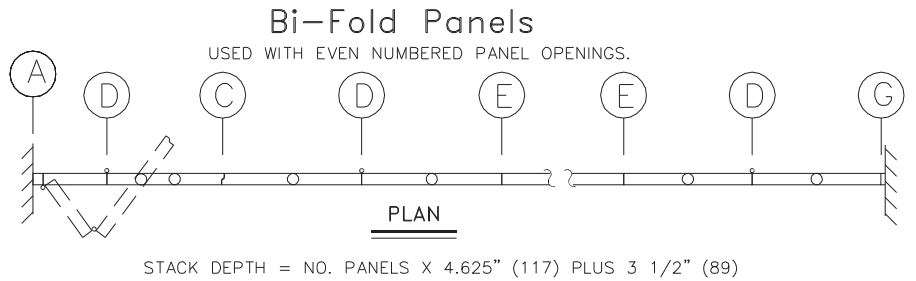 Bi-Fold Panels
USED WITH EVEN NUMBERED PANEL OPENINGS.
A
D
C
D
E
E
D
G
PLAN
STACK DEPTH = NO. PANELS X 4.625" (117) PLUS 3 1/2" (89)